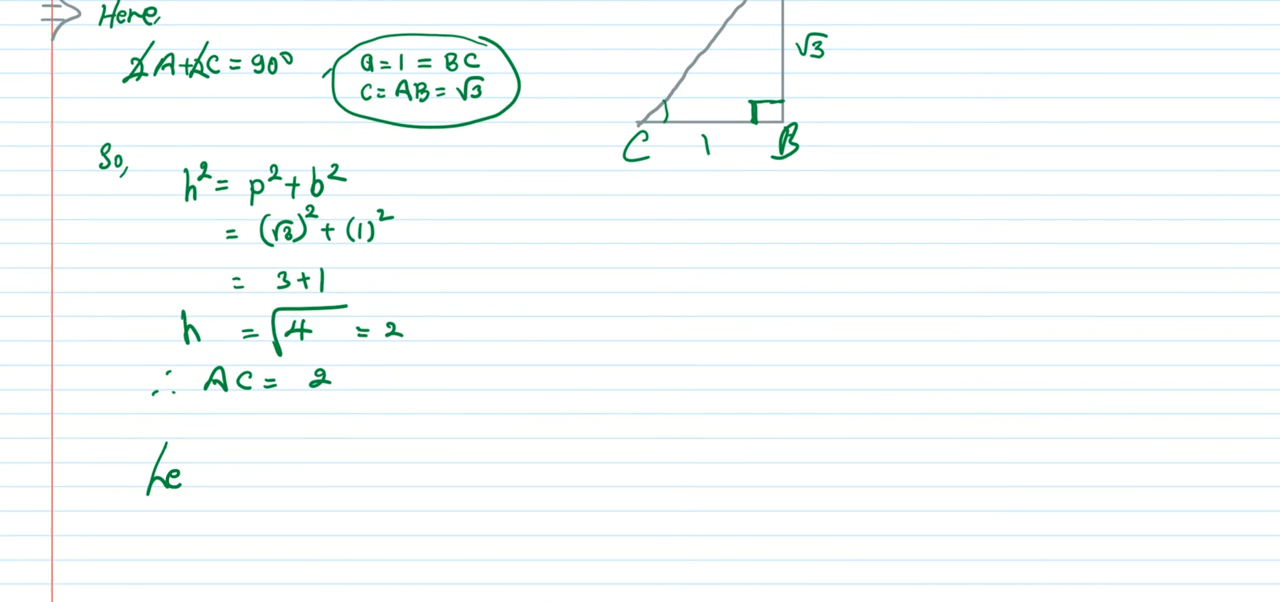 Here,
∠A+∠C = 90°
a = 1 = BC
C = AB = √3
√3
C 1 B
So,
h² = p² + b²
= (√3)² + (1)²
= 3+1
h = √4 = 2
∴ AC = 2
Le